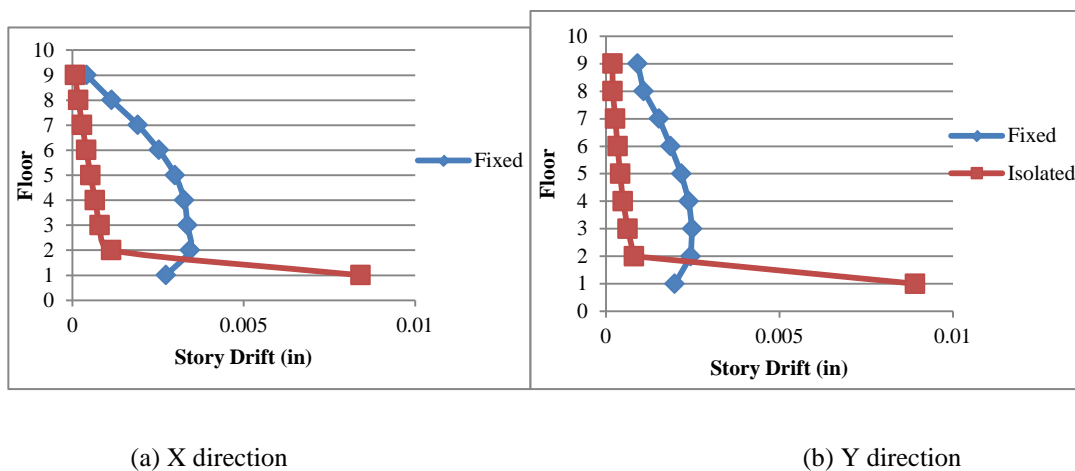 10
9
8
7
6
5
4
3
2
1
0
Floor
0 0.005 0.01
Story Drift (in)
Fixed
10
9
8
7
6
5
4
3
2
1
0
Floor
0 0.005 0.01
Story Drift (in)
Fixed
Isolated
(a) X direction
(b) Y direction